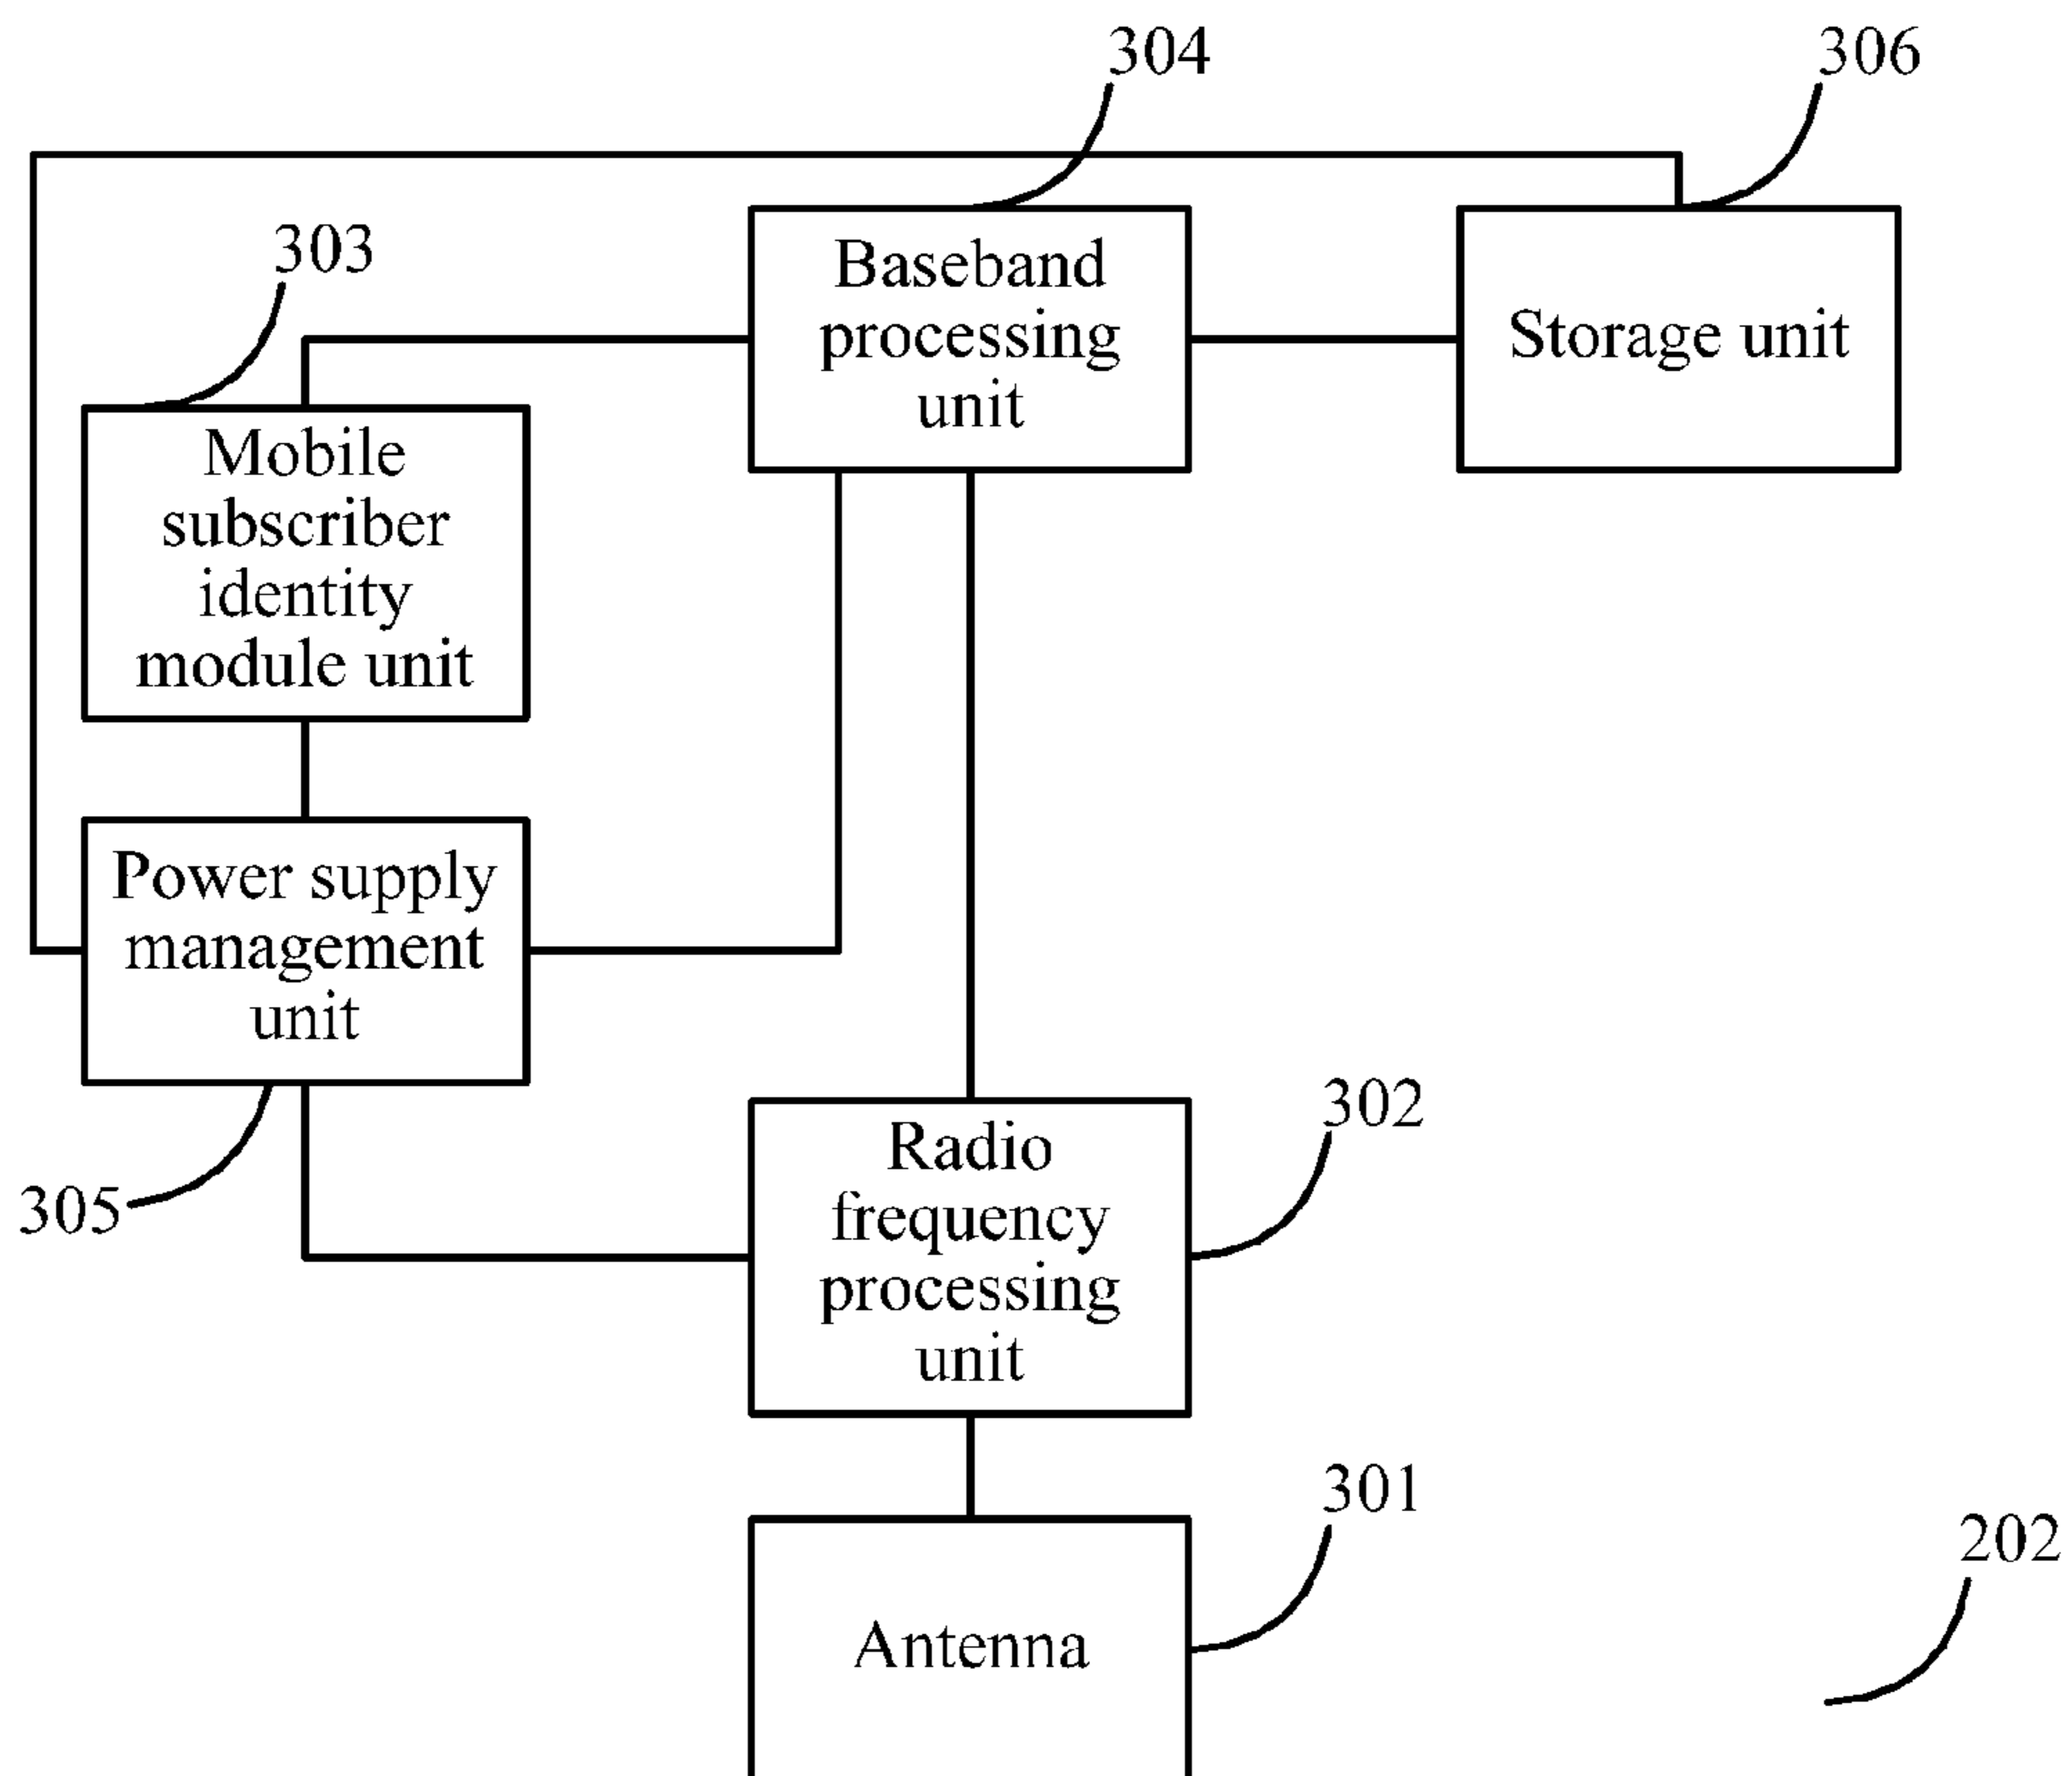 304
306
303
Baseband
processing
unit
Storage unit
Mobile
subscriber
identity
module unit
Power supply
management
unit
305
302
Radio
frequency
processing
unit
301
202
Antenna